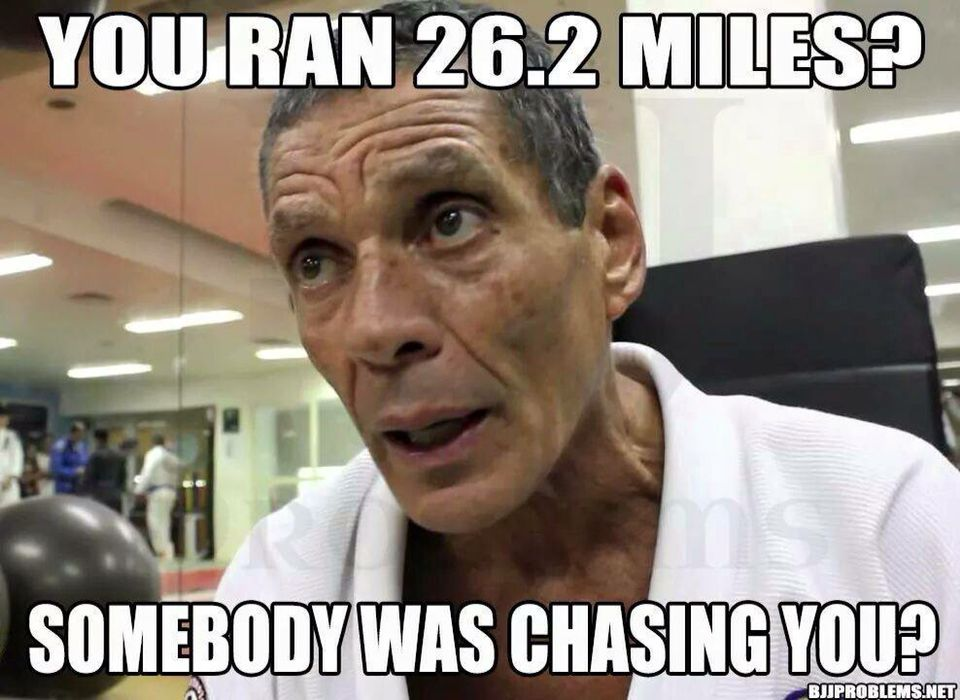 YOU RAN 26.2 MILES?
SOMEBODY WAS CHASING YOU?
BJJPROBLEMS.NET